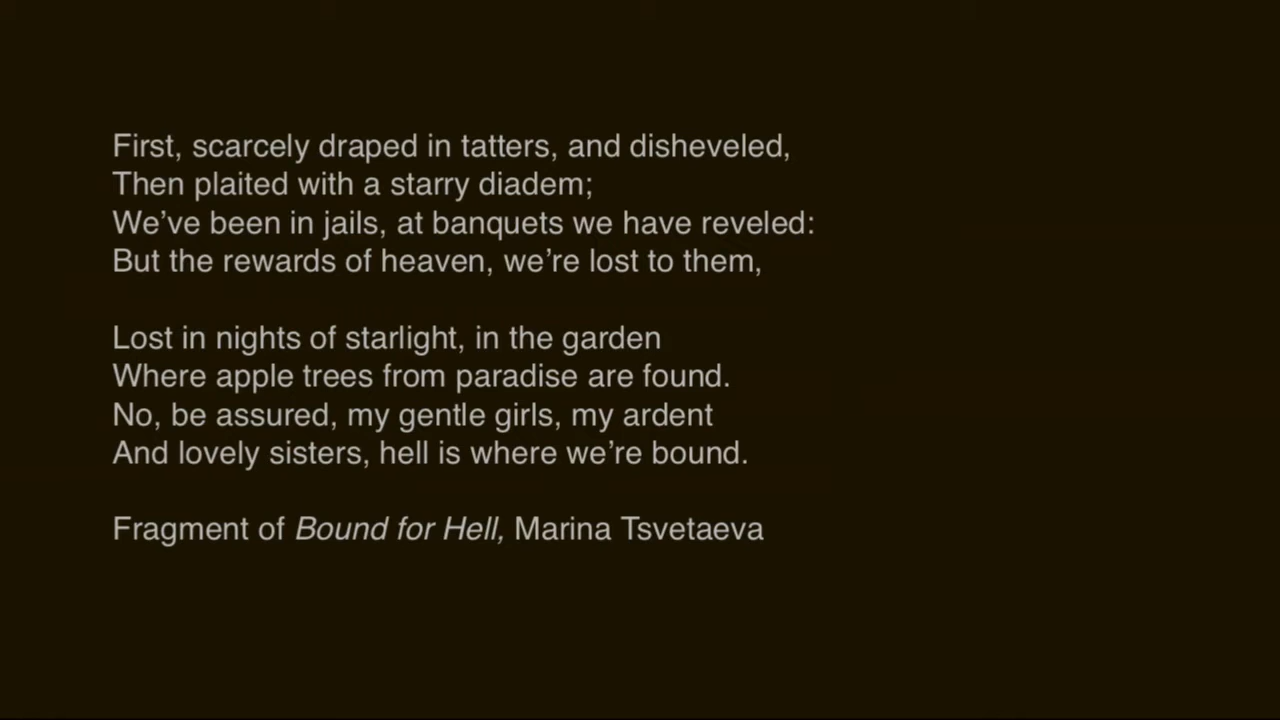 First, scarcely draped in tatters, and disheveled,
Then plaited with a starry diadem;
We’ve been in jails, at banquets we have reveled:
But the rewards of heaven, we’re lost to them,
Lost in nights of starlight, in the garden
Where apple trees from paradise are found.
No, be assured, my gentle girls, my ardent
And lovely sisters, hell is where we’re bound.
Fragment of Bound for Hell, Marina Tsvetaeva